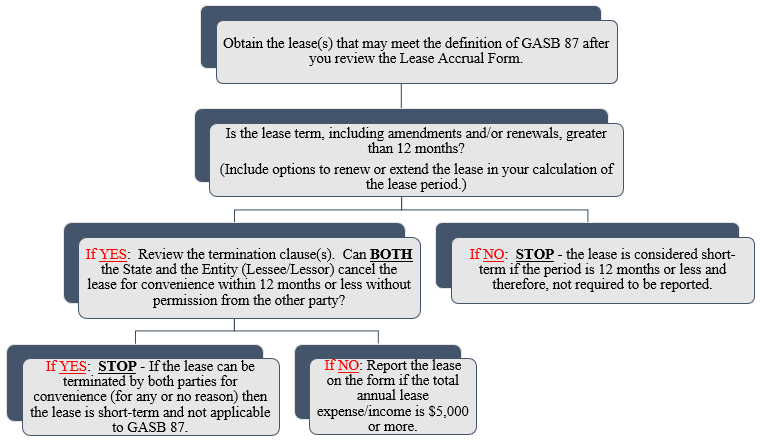 Obtain the lease(s) that may meet the definition of GASB 87 after
you review the Lease Accrual Form.
Is the lease term, including amendments and/or renewals, greater
than 12 months?
(Include options to renew or extend the lease in your calculation of
the lease period.)
If YES:  Review the termination clause(s).  Can BOTH
the State and the Entity (Lessee/Lessor) cancel the
lease for convenience within 12 months or less without
permission from the other party?
If NO:  STOP - the lease is considered short-
term if the period is 12 months or less and
therefore, not required to be reported.
If YES:  STOP - If the lease can be
terminated by both parties for
convenience (for any or no reason) then
the lease is short-term and not applicable
to GASB 87.
If NO: Report the lease
on the form if the total
annual lease
expense/income is $5,000
or more.